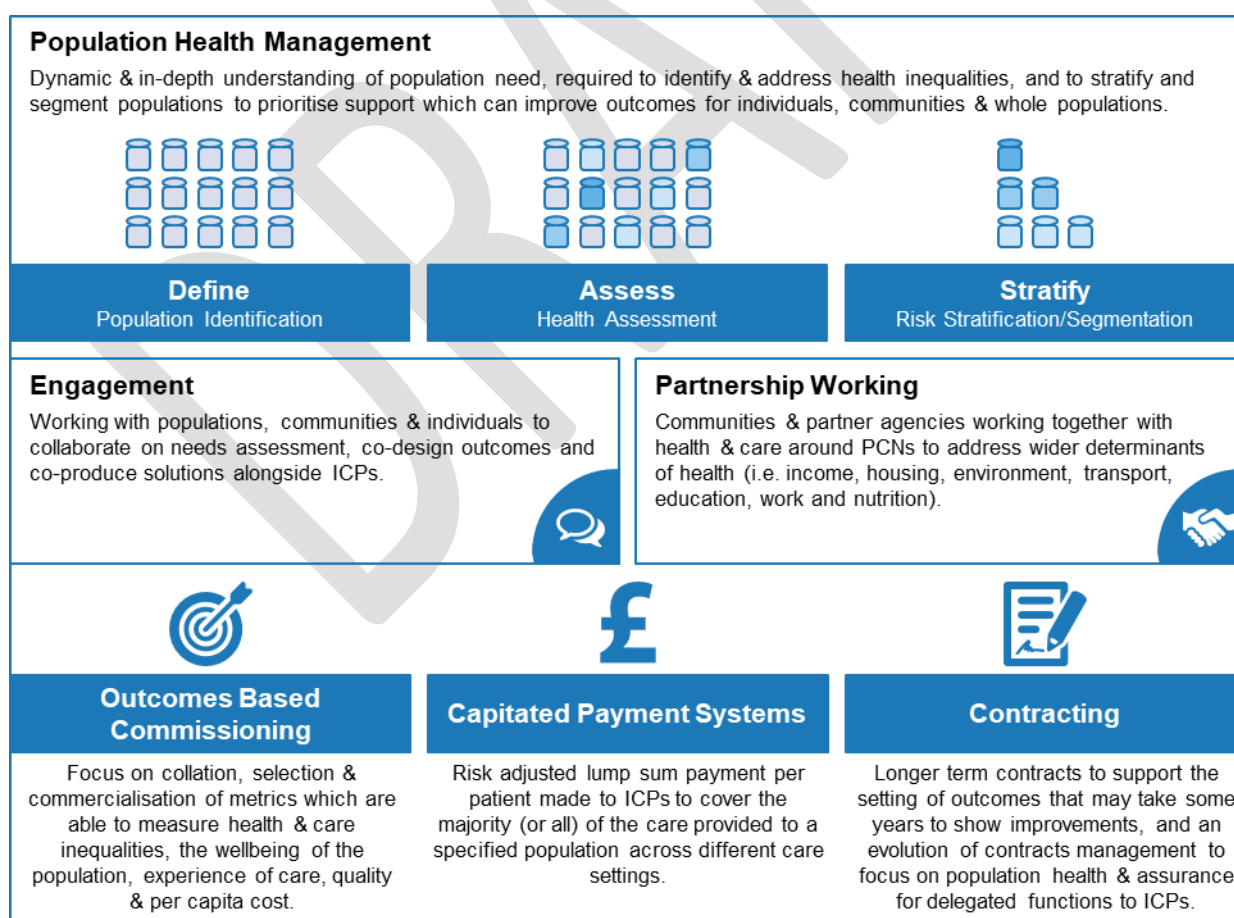 Population Health Management
Dynamic & in-depth understanding of population need, required to identify & address health inequalities, and to stratify and
segment populations to prioritise support which can improve outcomes for individuals, communities & whole populations.
Define
Population Identification
Assess
Health Assessment
Stratify
Risk Stratification/Segmentation
Engagement
Working with populations, communities & individuals to
collaborate on needs assessment, co-design outcomes and
co-produce solutions alongside ICPs.
Partnership Working
Communities & partner agencies working together with
health & care around PCNs to address wider determinants
of health (i.e. income, housing, environment, transport,
education, work and nutrition).
£
Outcomes Based
Commissioning
Focus on collation, selection &
commercialisation of metrics which are
able to measure health & care
inequalities, the wellbeing of the
population, experience of care, quality
& per capita cost.
Capitated Payment Systems
Risk adjusted lump sum payment per
patient made to ICPs to cover the
majority (or all) of the care provided to a
specified population across different care
settings.
Contracting
Longer term contracts to support the
setting of outcomes that may take some
years to show improvements, and an
evolution of contracts management to
focus on population health & assurance
for delegated functions to ICPs.
DRA